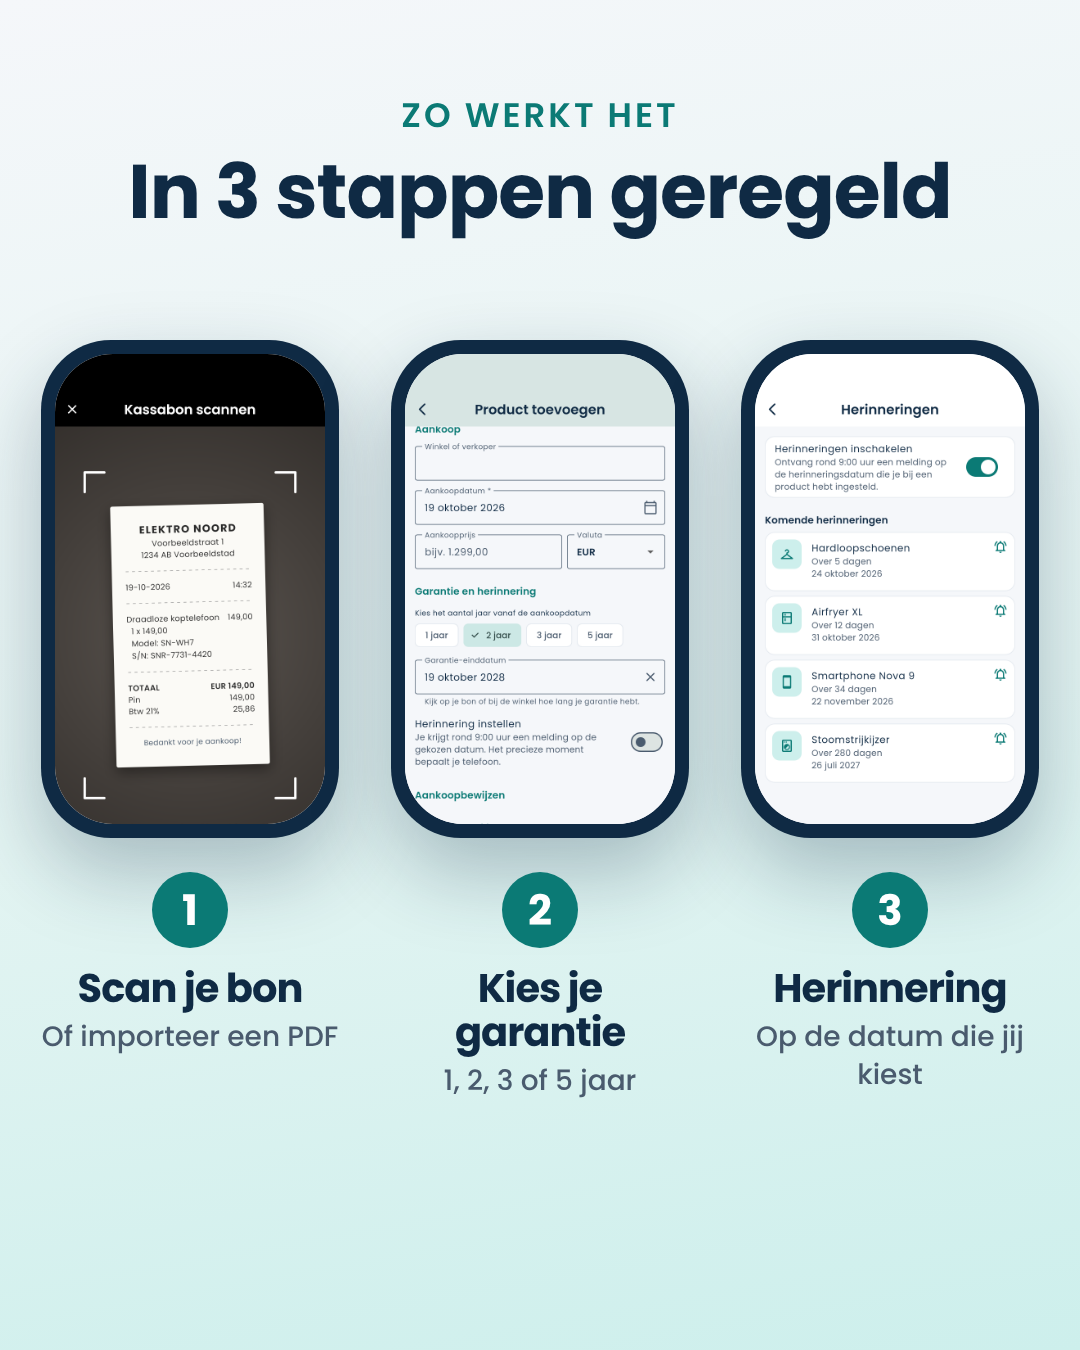 ZO WERKT HET
In 3 stappen geregeld
Kassabon scannen
ELEKTRO NOORD
Voorbeeldstraat 1
1234 AB Voorbeeldstad
19-10-2026 14:32
Draadloze koptelefoon 149,00
1 x 149,00
Model: SN-WH7
S/N: SNR-7731-4420
TOTAAL EUR 149,00
Pin 149,00
Btw 21% 25,86
Bedankt voor je aankoop!
Product toevoegen
Aankoop
Winkel of verkoper
Aankoopdatum *
19 oktober 2026
Aankoopprijs
bijv. 1.299,00
Valuta
EUR
Garantie en herinnering
Kies het aantal jaar vanaf de aankoopdatum
1 jaar 2 jaar 3 jaar 5 jaar
Garantie-einddatum
19 oktober 2028
Kijk op je bon of bij de winkel hoe lang je garantie hebt.
Herinnering instellen
Je krijgt rond 9:00 uur een melding op de
gekozen datum. Het precieze moment
bepaalt je telefoon.
Aankoopbewijzen
Herinneringen
Herinneringen inschakelen
Ontvang rond 9:00 uur een melding op
de herinneringsdatum die je bij een
product hebt ingesteld.
Komende herinneringen
Hardloopschoenen
Over 5 dagen
24 oktober 2026
Airfryer XL
Over 12 dagen
31 oktober 2026
Smartphone Nova 9
Over 34 dagen
22 november 2026
Stoomstrijkijzer
Over 280 dagen
26 juli 2027
1
Scan je bon
Of importeer een PDF
2
Kies je
garantie
1, 2, 3 of 5 jaar
3
Herinnering
Op de datum die jij
kiest